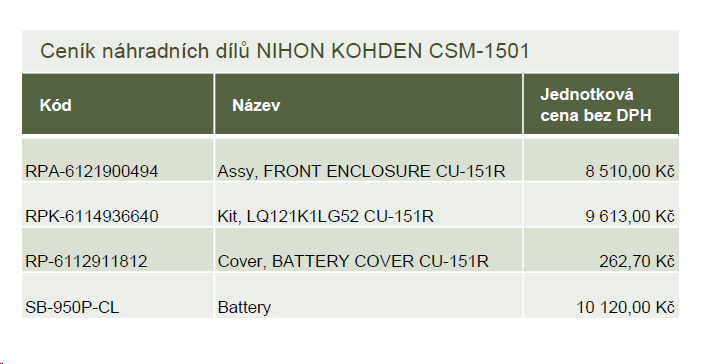 Ceník náhradních dílů NIHON KOHDEN CSM-1501
Kód Název Jednotková cena bez DPH
RPA-6121900494 Assy, FRONT ENCLOSURE CU-151R 8 510,00 Kč
RPK-6114936640 Kit, LQ121K1LG52 CU-151R 9 613,00 Kč
RP-6112911812 Cover, BATTERY COVER CU-151R 262,70 Kč
SB-950P-CL Battery 10 120,00 Kč